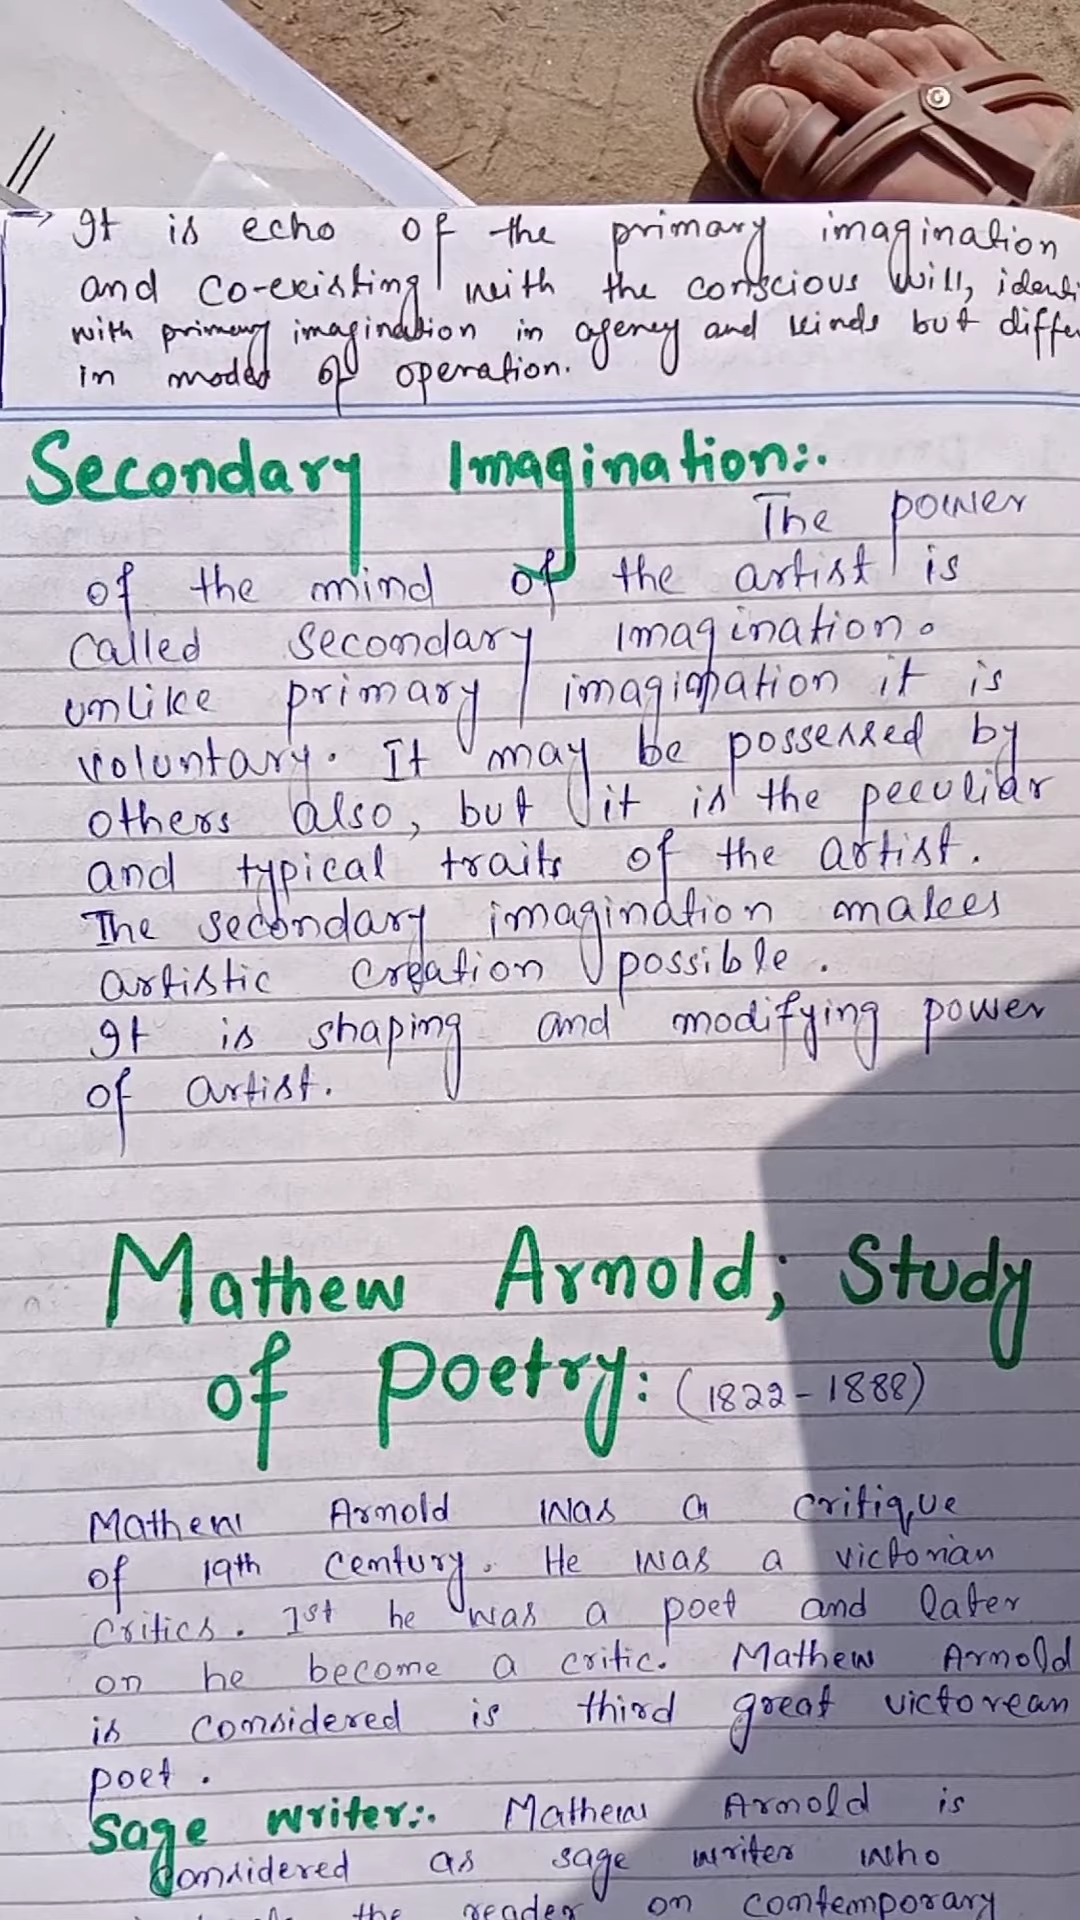 → It is echo of the primary imagination
and co-existing with the conscious will, identi
with primary imagination in agency and kinds but differ
in modes of operation.
Secondary Imagination:.
The power
of the mind of the artist is
called secondary imagination.
unlike primary imagination it is
voluntary. It may be possessed by
others also, but it is the peculiar
and typical traits of the artist.
The secondary imagination makes
artistic creation possible.
It is shaping and modifying power
of artist.
Mathew Arnold; Study
of Poetry: (1822-1888)
Mathew Arnold was a critique
of 19th century. He was a victorian
critics. 1st he was a poet and later
on he become a critic. Mathew Arnold
is considered is third great victorean
poet.
Sage writer:. Mathew Arnold is
considered as sage writer who
the reader on contemporary